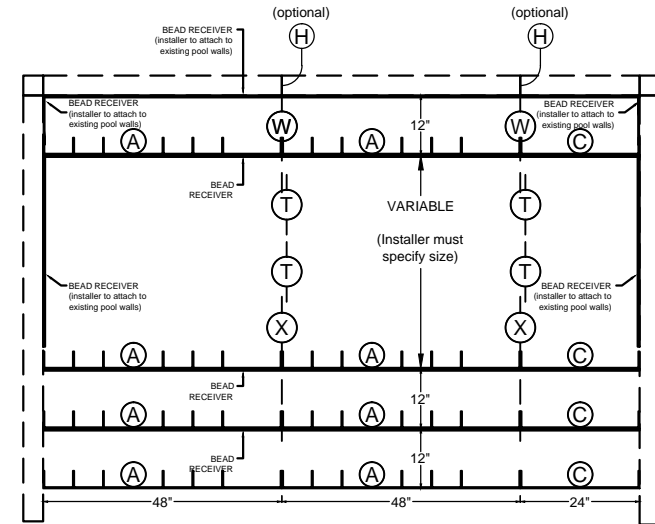 (optional)
(optional)
BEAD RECEIVER
(installer to attach to
existing pool walls)
H
H
BEAD RECEIVER
(installer to attach to
existing pool walls)
BEAD RECEIVER
(installer to attach to
existing pool walls)
W
12"
W
A
A
C
BEAD
RECEIVER
T
VARIABLE
T
(Installer must
specify size)
T
T
BEAD RECEIVER
(installer to attach to
existing pool walls)
BEAD RECEIVER
(installer to attach to
existing pool walls)
X
X
A
A
C
BEAD
RECEIVER
12"
A
A
C
BEAD
RECEIVER
12"
A
A
C
48"
48"
24"